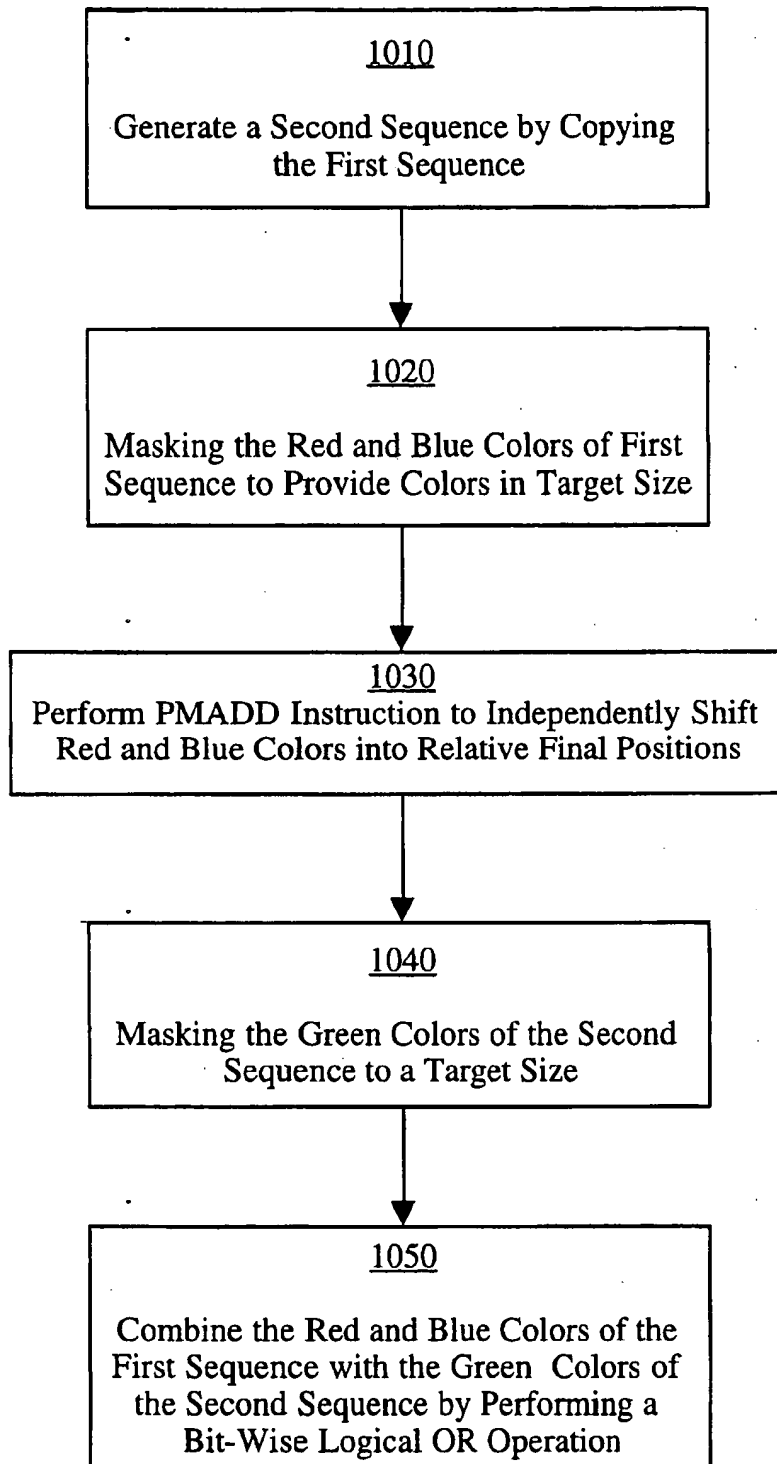 1010
Generate a Second Sequence by Copying
the First Sequence
1020
Masking the Red and Blue Colors of First
Sequence to Provide Colors in Target Size
1030
Perform PMADD Instruction to Independently Shift
Red and Blue Colors into Relative Final Positions
1040
Masking the Green Colors of the Second
Sequence to a Target Size
1050
Combine the Red and Blue Colors of the
First Sequence with the Green Colors of
the Second Sequence by Performing a
Bit-Wise Logical OR Operation